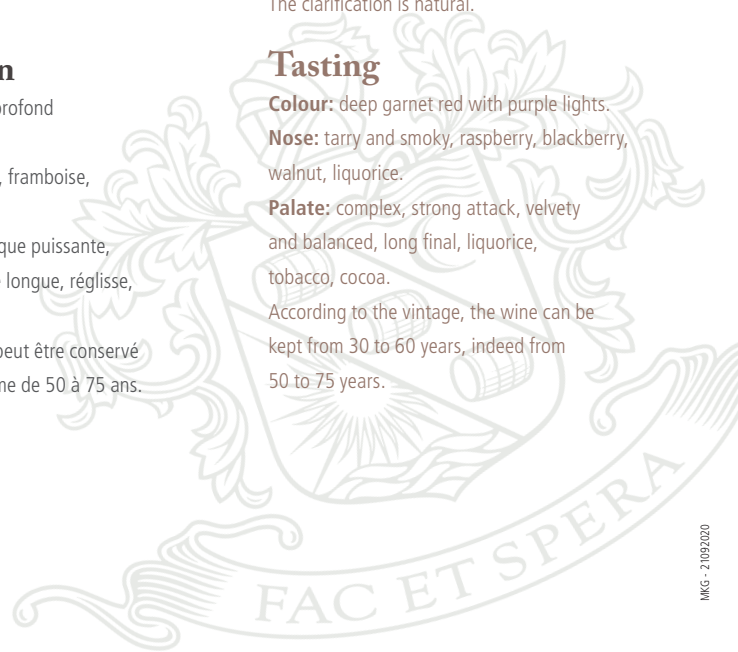 n
profond
, framboise,
que puissante,
longue, réglisse,
peut être conservé
me de 50 à 75 ans.
The clarification is natural.
Tasting
Colour: deep garnet red with purple lights.
Nose: tarry and smoky, raspberry, blackberry,
walnut, liquorice.
Palate: complex, strong attack, velvety
and balanced, long final, liquorice,
tobacco, cocoa.
According to the vintage, the wine can be
kept from 30 to 60 years, indeed from
50 to 75 years.
FAC ET SPERA
MKG - 21092020